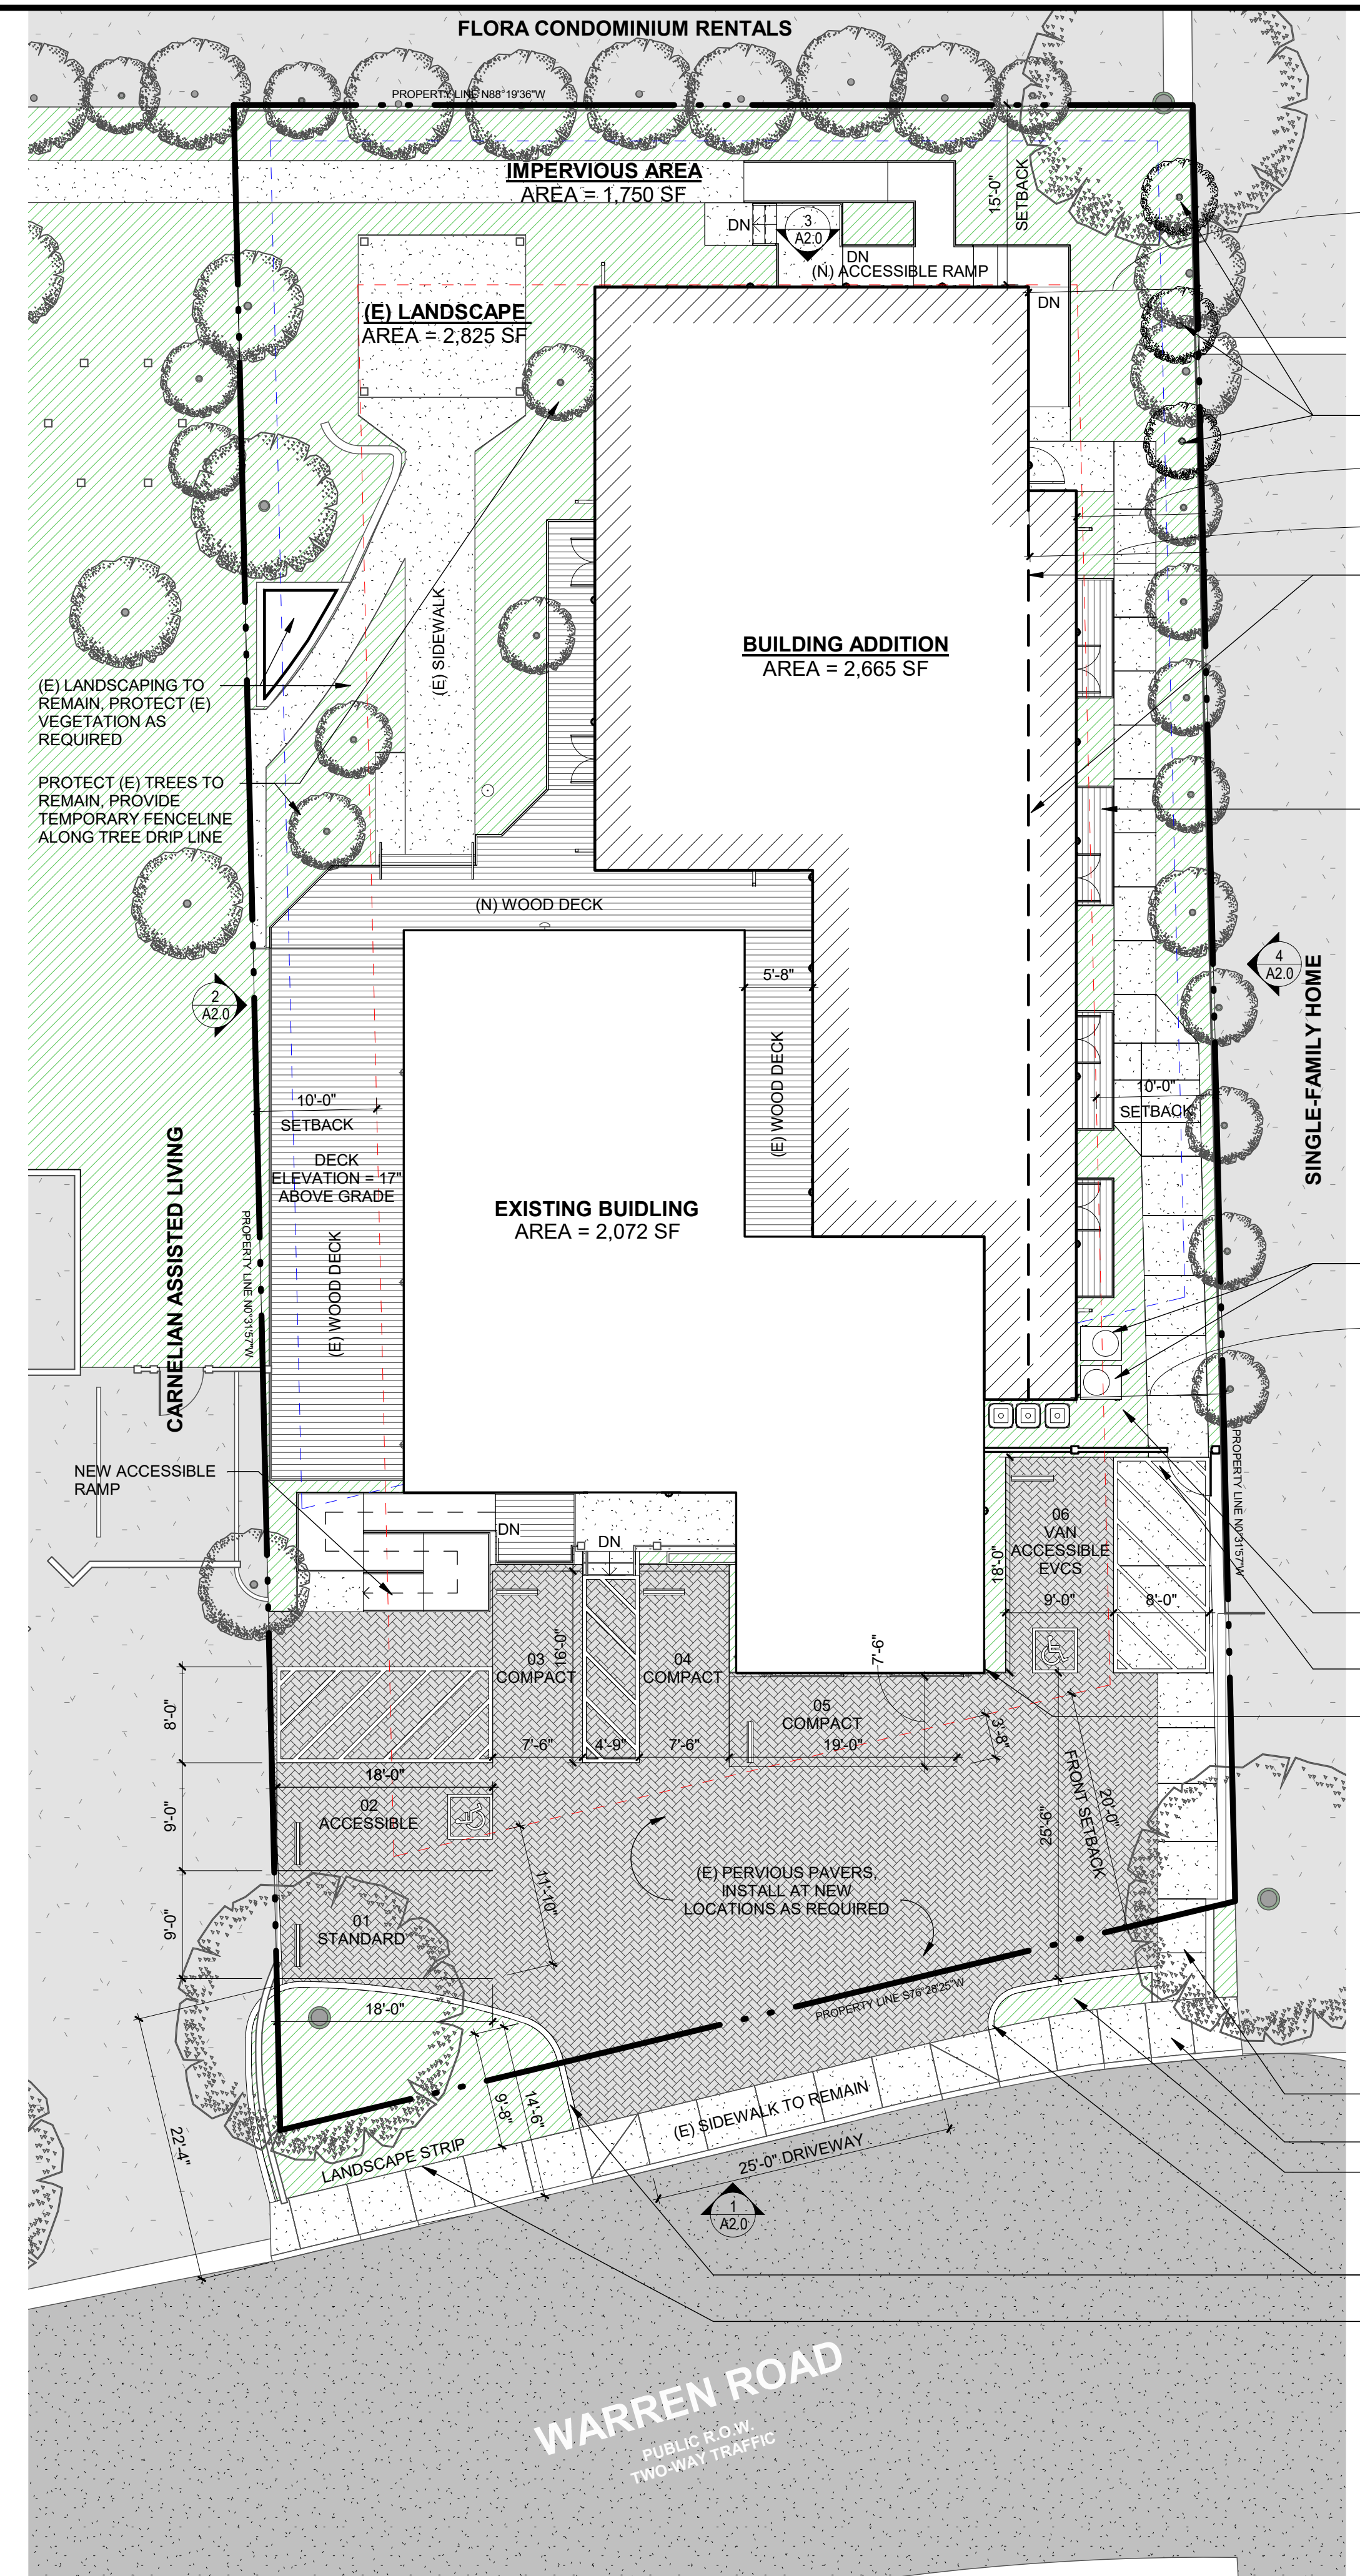 FLORA CONDOMINIUM RENTALS
PROPERTY LINE N88°19'36"W
IMPERVIOUS AREA
AREA = 1,750 SF
15'-0"
SETBACK
DN
3
A2.0
DN
(N) ACCESSIBLE RAMP
DN
(E) LANDSCAPE
AREA = 2,825 SF
(E) SIDEWALK
BUILDING ADDITION
AREA = 2,665 SF
(E) LANDSCAPING TO
REMAIN, PROTECT (E)
VEGETATION AS
REQUIRED
PROTECT (E) TREES TO
REMAIN, PROVIDE
TEMPORARY FENCELINE
ALONG TREE DRIP LINE
(N) WOOD DECK
5'-8"
(E) WOOD DECK
2
A2.0
4
A2.0
SINGLE-FAMILY HOME
10'-0"
SETBACK
10'-0"
SETBACK
DECK
ELEVATION = 17"
ABOVE GRADE
(E) WOOD DECK
CARNELIAN ASSISTED LIVING
PROPERTY LINE N0°31'57"W
EXISTING BUIDLING
AREA = 2,072 SF
NEW ACCESSIBLE
RAMP
PROPERTY LINE N0°31'57"W
DN
DN
06
VAN
ACCESSIBLE
EVCS
18'-0"
9'-0"
8'-0"
03
COMPACT
16'-0"
04
COMPACT
7'-6"
05
COMPACT
8'-0"
7'-6"
4'-9"
7'-6"
19'-0"
3'-8"
18'-0"
02
ACCESSIBLE
9'-0"
FRONT SETBACK
20'-0"
25'-6"
11'-10"
(E) PERVIOUS PAVERS,
INSTALL AT NEW
LOCATIONS AS REQUIRED
01
STANDARD
9'-0"
18'-0"
PROPERTY LINE S76°28'25"W
9'-8"
14'-6"
22'-4"
LANDSCAPE STRIP
(E) SIDEWALK TO REMAIN
25'-0" DRIVEWAY
1
A2.0
WARREN ROAD
PUBLIC R.O.W.
TWO-WAY TRAFFIC